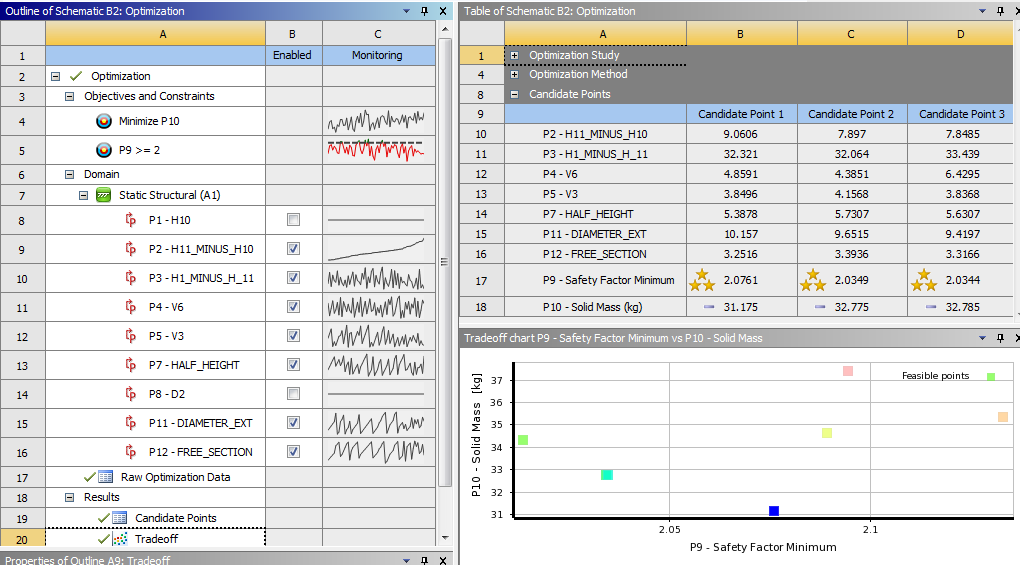 Outline of Schematic B2: Optimization
A B C
1 Enabled Monitoring
2 Optimization
3 Objectives and Constraints
4 Minimize P10
5 P9 >= 2
6 Domain
7 Static Structural (A1)
8 P1 - H10
9 P2 - H11_MINUS_H10
10 P3 - H1_MINUS_H_11
11 P4 - V6
12 P5 - V3
13 P7 - HALF_HEIGHT
14 P8 - D2
15 P11 - DIAMETER_EXT
16 P12 - FREE_SECTION
17 Raw Optimization Data
18 Results
19 Candidate Points
20 Tradeoff
Properties of Outline A9: Tradeoff
Table of Schematic B2: Optimization
A B C D
1 Optimization Study
4 Optimization Method
8 Candidate Points
9 Candidate Point 1 Candidate Point 2 Candidate Point 3
10 P2 - H11_MINUS_H10 9.0606 7.897 7.8485
11 P3 - H1_MINUS_H_11 32.321 32.064 33.439
12 P4 - V6 4.8591 4.3851 6.4295
13 P5 - V3 3.8496 4.1568 3.8368
14 P7 - HALF_HEIGHT 5.3878 5.7307 5.6307
15 P11 - DIAMETER_EXT 10.157 9.6515 9.4197
16 P12 - FREE_SECTION 3.2516 3.3936 3.3166
17 P9 - Safety Factor Minimum 2.0761 2.0349 2.0344
18 P10 - Solid Mass (kg) 31.175 32.775 32.785
Tradeoff chart P9 - Safety Factor Minimum vs P10 - Solid Mass
Feasible points
P10 - Solid Mass [kg]
37
36
35
34
33
32
31
2.05 2.1
P9 - Safety Factor Minimum